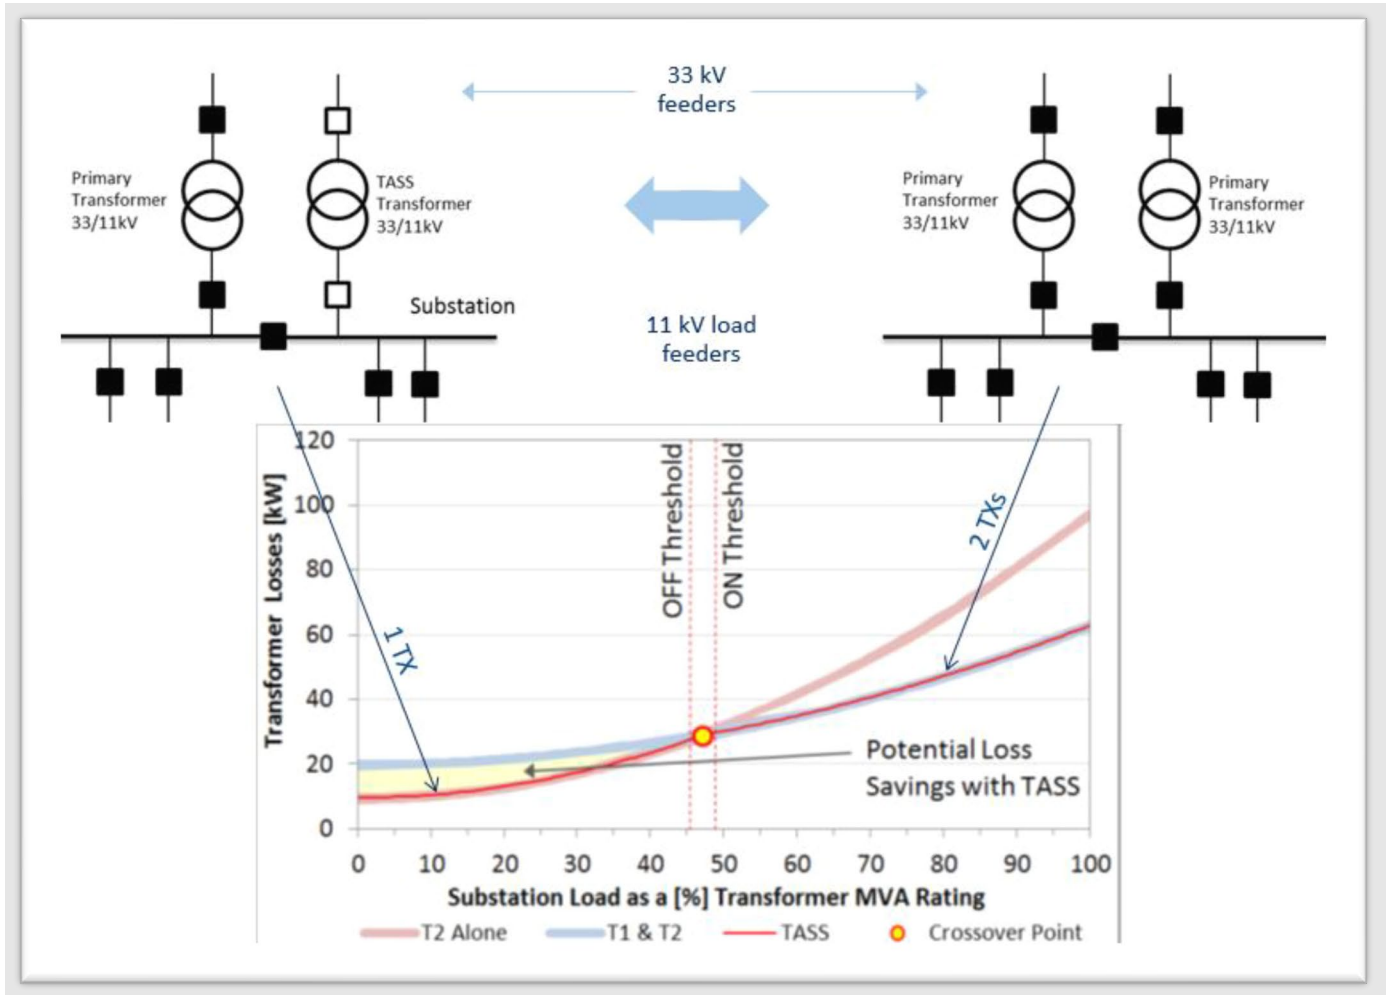 33 kV
feeders
Primary
Transformer
33/11kV
TASS
Transformer
33/11kV
Primary
Transformer
33/11kV
Primary
Transformer
33/11kV
Substation
11 kV load
feeders
120
100
80
60
40
20
0
Transformer Losses [kW]
OFF Threshold
ON Threshold
1 TX
2 TXs
Potential Loss
Savings with TASS
0 10 20 30 40 50 60 70 80 90 100
Substation Load as a [%] Transformer MVA Rating
T2 Alone T1 & T2 TASS Crossover Point